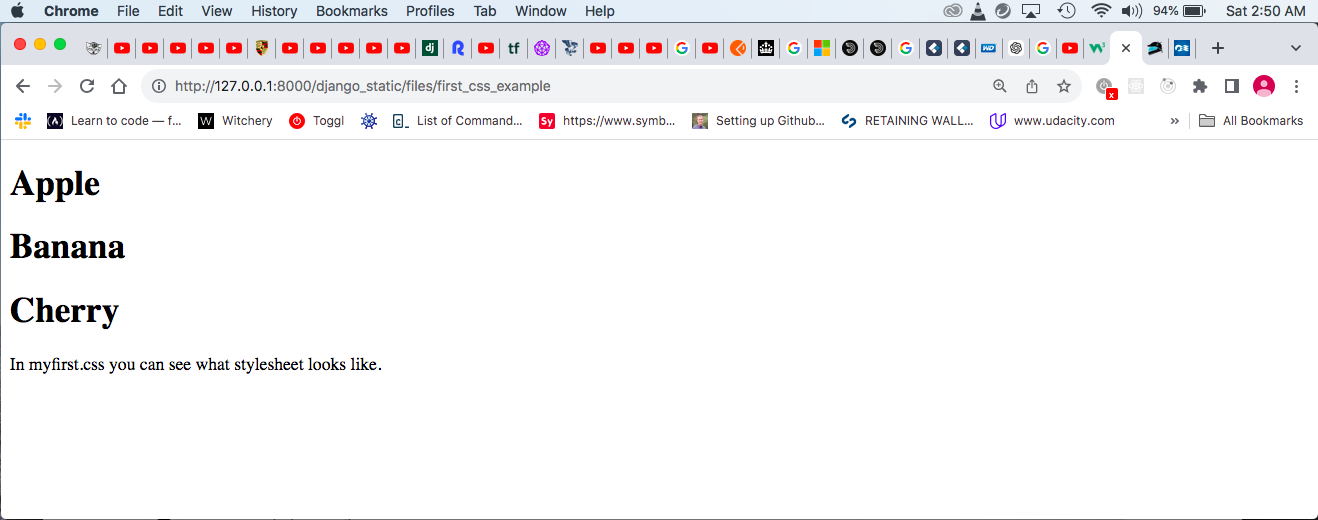 Chrome File Edit View History Bookmarks Profiles Tab Window Help 94% Sat 2:50 AM
dj tf WD
http://127.0.0.1:8000/django_static/files/first_css_example
Learn to code — f... W Witchery Toggl List of Command... Sy https://www.symb... Setting up Github... RETAINING WALL... www.udacity.com » All Bookmarks
Apple
Banana
Cherry
In myfirst.css you can see what stylesheet looks like.